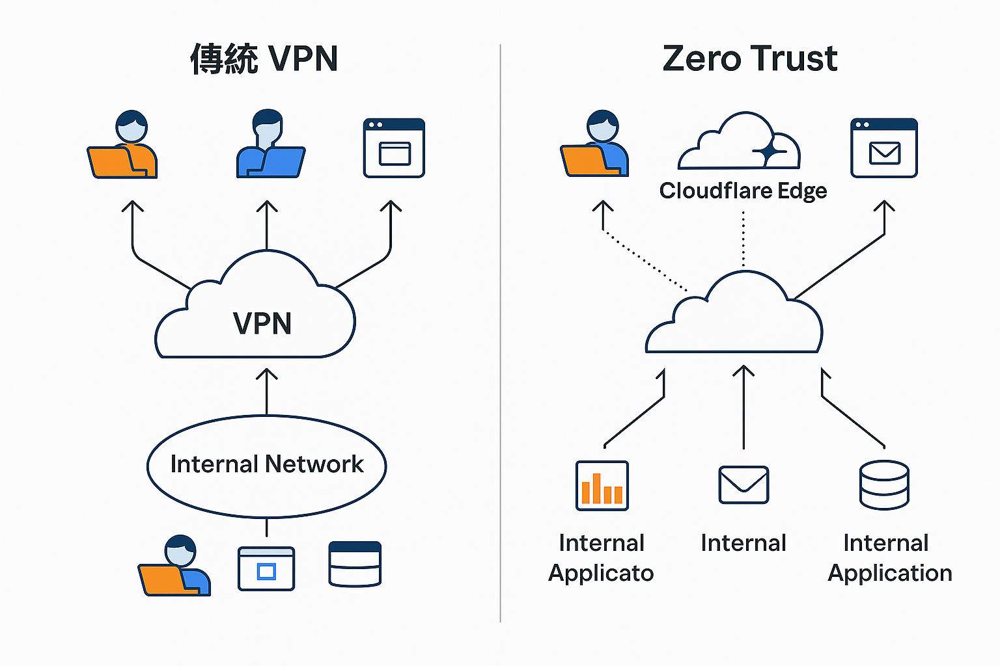 傳統 VPN
VPN
Internal Network
Zero Trust
Cloudflare Edge
Internal
Applicato
Internal
Internal
Application